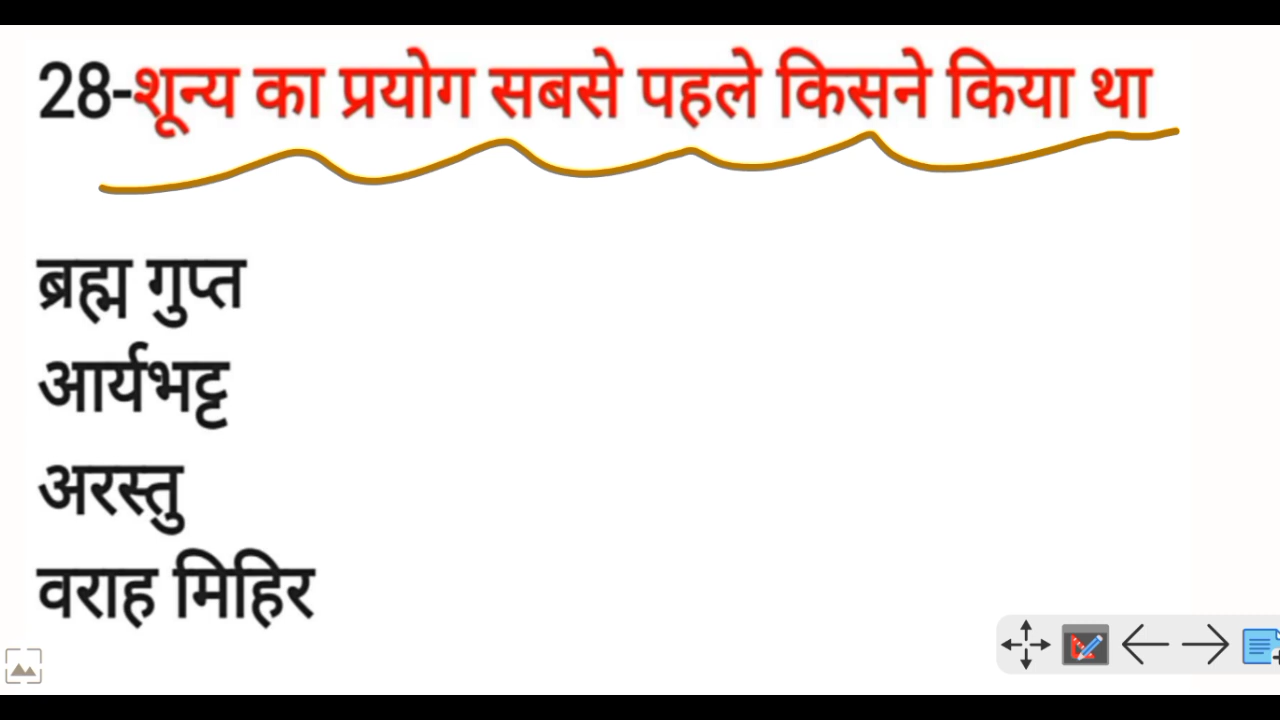 28-शून्य का प्रयोग सबसे पहले किसने किया था
ब्रह्म गुप्त
आर्यभट्ट
अरस्तु
वराह मिहिर